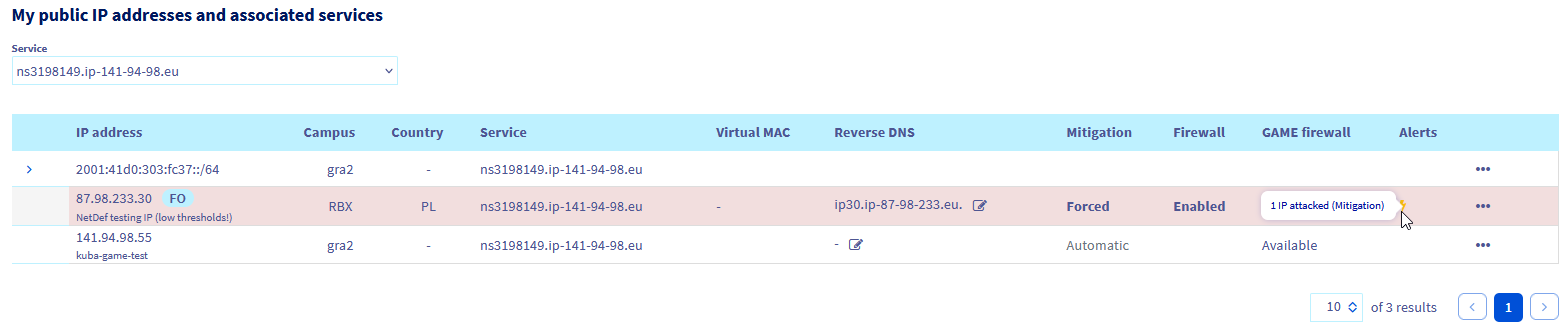 My public IP addresses and associated services
Service
ns3198149.ip-141-94-98.eu
IP address Campus Country Service Virtual MAC Reverse DNS Mitigation Firewall GAME firewall Alerts
2001:41d0:303:fc37::/64 gra2 - ns3198149.ip-141-94-98.eu •••
87.98.233.30 FO RBX PL ns3198149.ip-141-94-98.eu - ip30.ip-87-98-233.eu. Forced Enabled 1 IP attacked (Mitigation) •••
NetDef testing IP (low thresholds!)
141.94.98.55 gra2 - ns3198149.ip-141-94-98.eu - Automatic Available •••
kuba-game-test
10 of 3 results 1